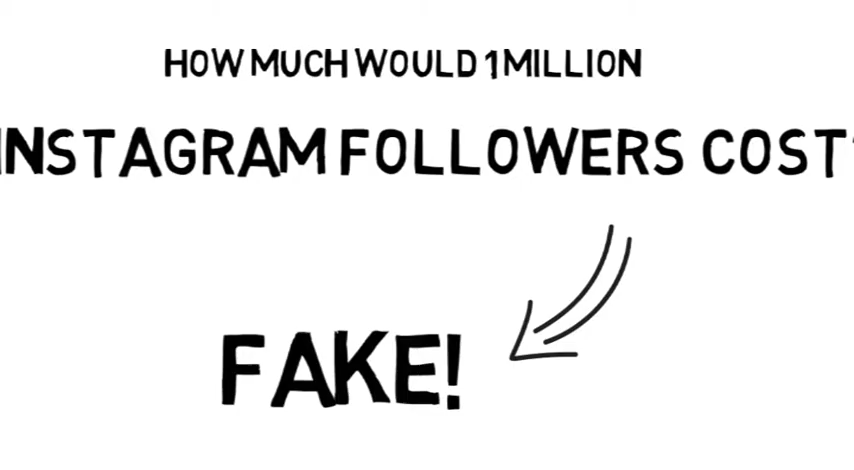 HOW MUCH WOULD 1 MILLION
INSTAGRAM FOLLOWERS COST?
FAKE!